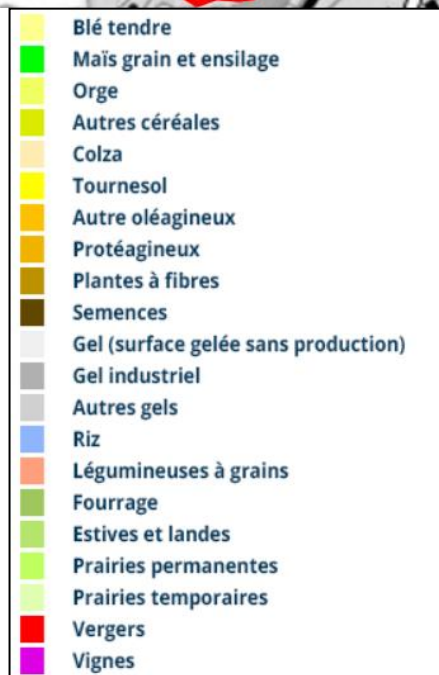 Blé tendre
Maïs grain et ensilage
Orge
Autres céréales
Colza
Tournesol
Autre oléagineux
Protéagineux
Plantes à fibres
Semences
Gel (surface gelée sans production)
Gel industriel
Autres gels
Riz
Légumineuses à grains
Fourrage
Estives et landes
Prairies permanentes
Prairies temporaires
Vergers
Vignes